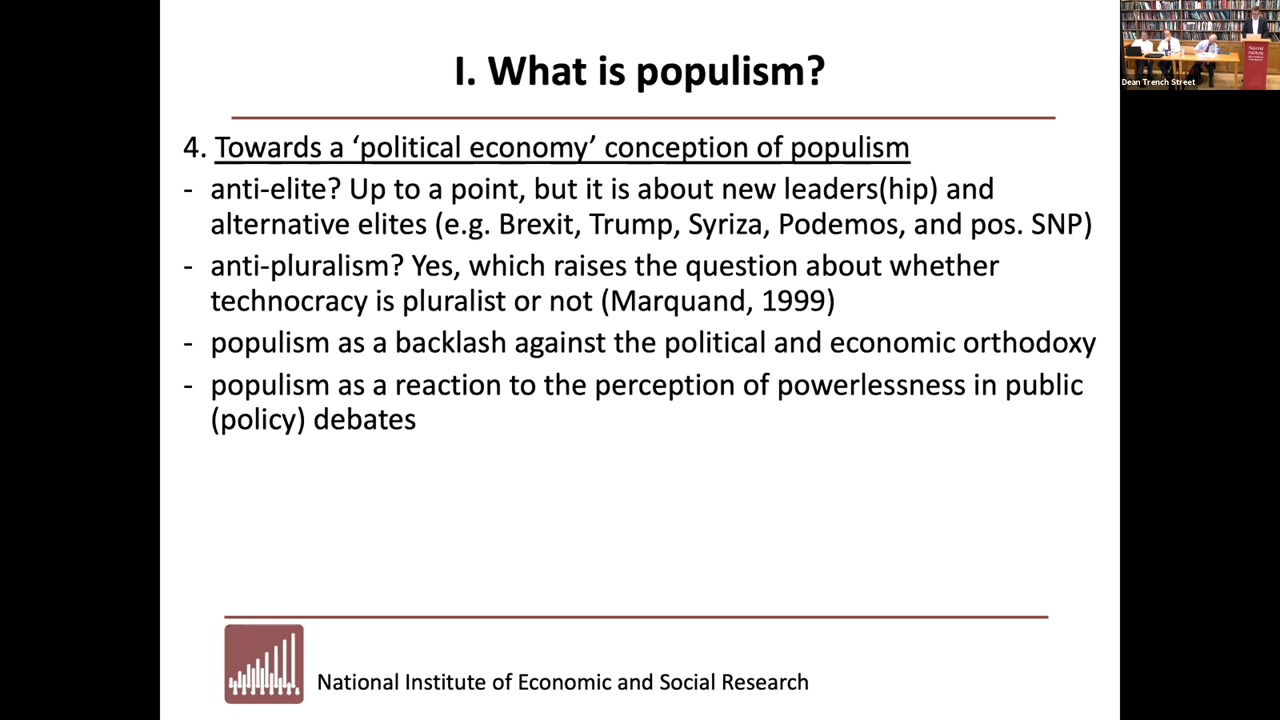 I. What is populism?
4. Towards a ‘political economy’ conception of populism
- anti-elite? Up to a point, but it is about new leaders(hip) and
alternative elites (e.g. Brexit, Trump, Syriza, Podemos, and pos. SNP)
- anti-pluralism? Yes, which raises the question about whether
technocracy is pluralist or not (Marquand, 1999)
- populism as a backlash against the political and economic orthodoxy
- populism as a reaction to the perception of powerlessness in public
(policy) debates
National Institute of Economic and Social Research
Dean Trench Street
National
Institute